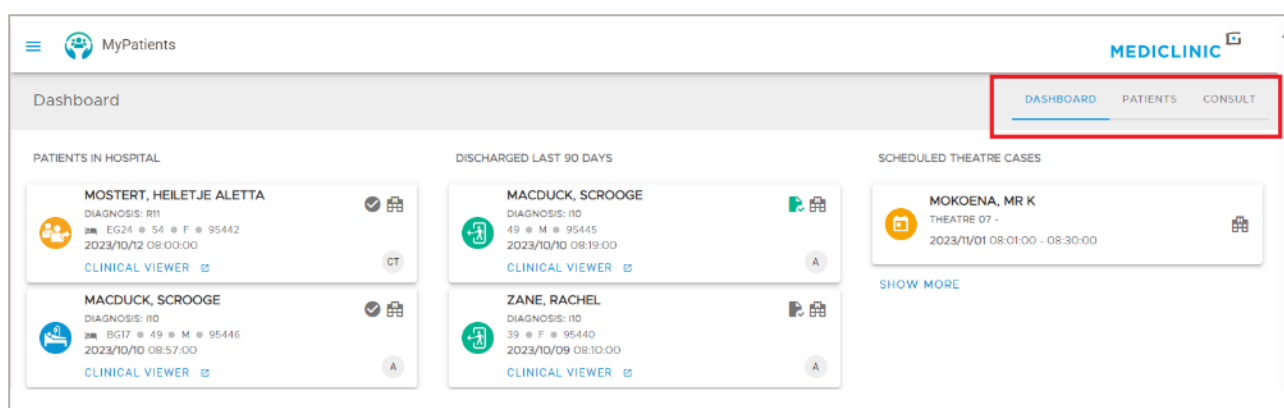 MyPatients
MEDICLINIC
Dashboard
DASHBOARD PATIENTS CONSULT
PATIENTS IN HOSPITAL
MOSTERT, HEILETJE ALETTA
DIAGNOSIS: R11
EG24 54 F 95442
2023/10/12 08:00:00
CT
CLINICAL VIEWER
MACDUCK, SCROOGE
DIAGNOSIS: I10
BG17 49 M 95446
2023/10/10 08:57:00
A
CLINICAL VIEWER
DISCHARGED LAST 90 DAYS
MACDUCK, SCROOGE
DIAGNOSIS: I10
49 M 95445
2023/10/10 08:19:00
A
CLINICAL VIEWER
ZANE, RACHEL
DIAGNOSIS: I10
39 F 95440
2023/10/09 08:10:00
A
CLINICAL VIEWER
SCHEDULED THEATRE CASES
MOKOENA, MR K
THEATRE 07 -
2023/11/01 08:01:00 - 08:30:00
SHOW MORE